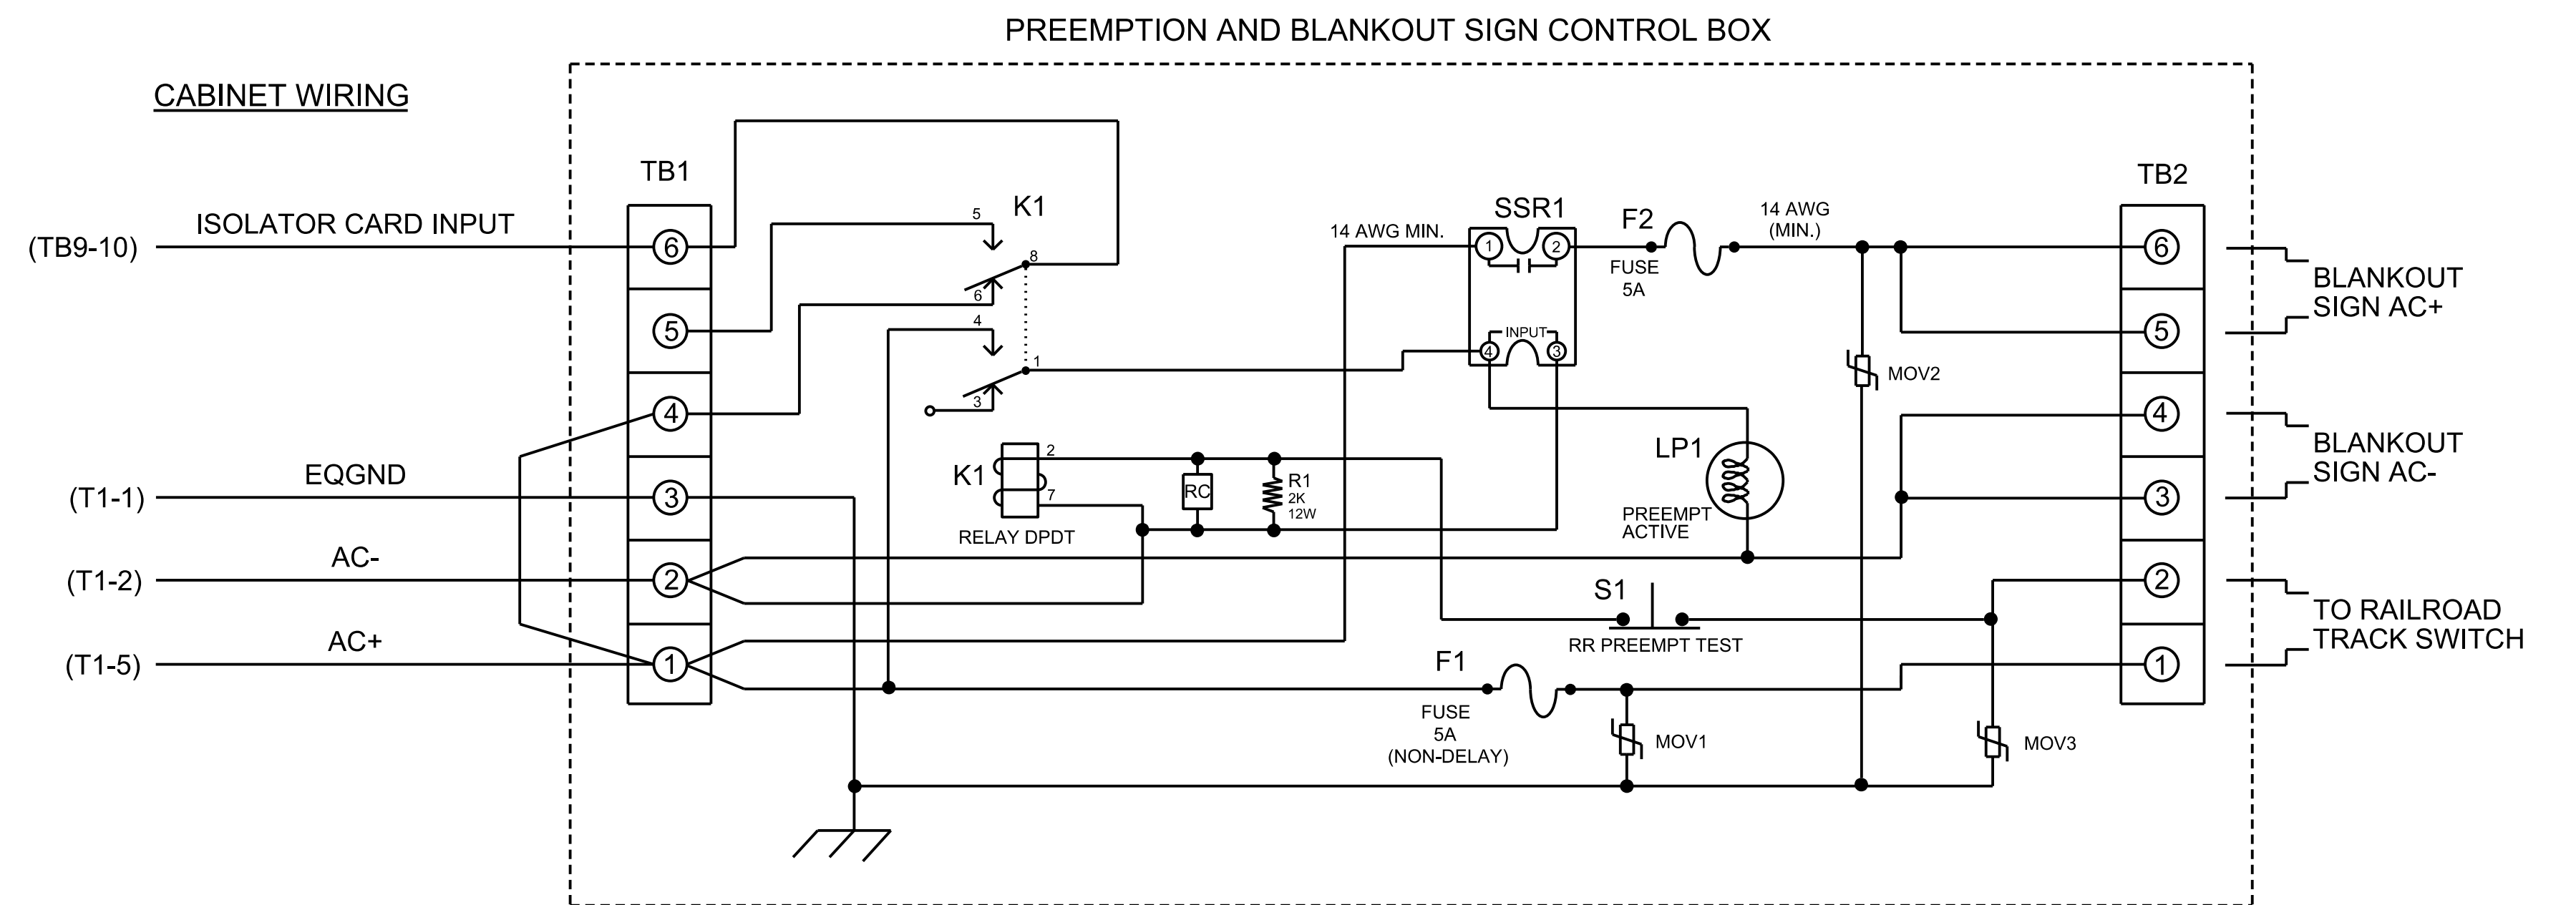 PREEMPTION AND BLANKOUT SIGN CONTROL BOX
CABINET WIRING
TB1
TB2
K1
SSR1
F2
14 AWG
(MIN.)
14 AWG MIN.
FUSE
5A
(TB9-10)
ISOLATOR CARD INPUT
6
5
4
3
2
1
5
8
6
4
1
3
1
2
INPUT
4
3
MOV2
6
5
4
3
2
1
BLANKOUT
SIGN AC+
BLANKOUT
SIGN AC-
TO RAILROAD
TRACK SWITCH
K1
2
7
RELAY DPDT
RC
R1
2K
12W
LP1
PREEMPT
ACTIVE
(T1-1)
EQGND
(T1-2)
AC-
(T1-5)
AC+
S1
RR PREEMPT TEST
F1
FUSE
5A
(NON-DELAY)
MOV1
MOV3